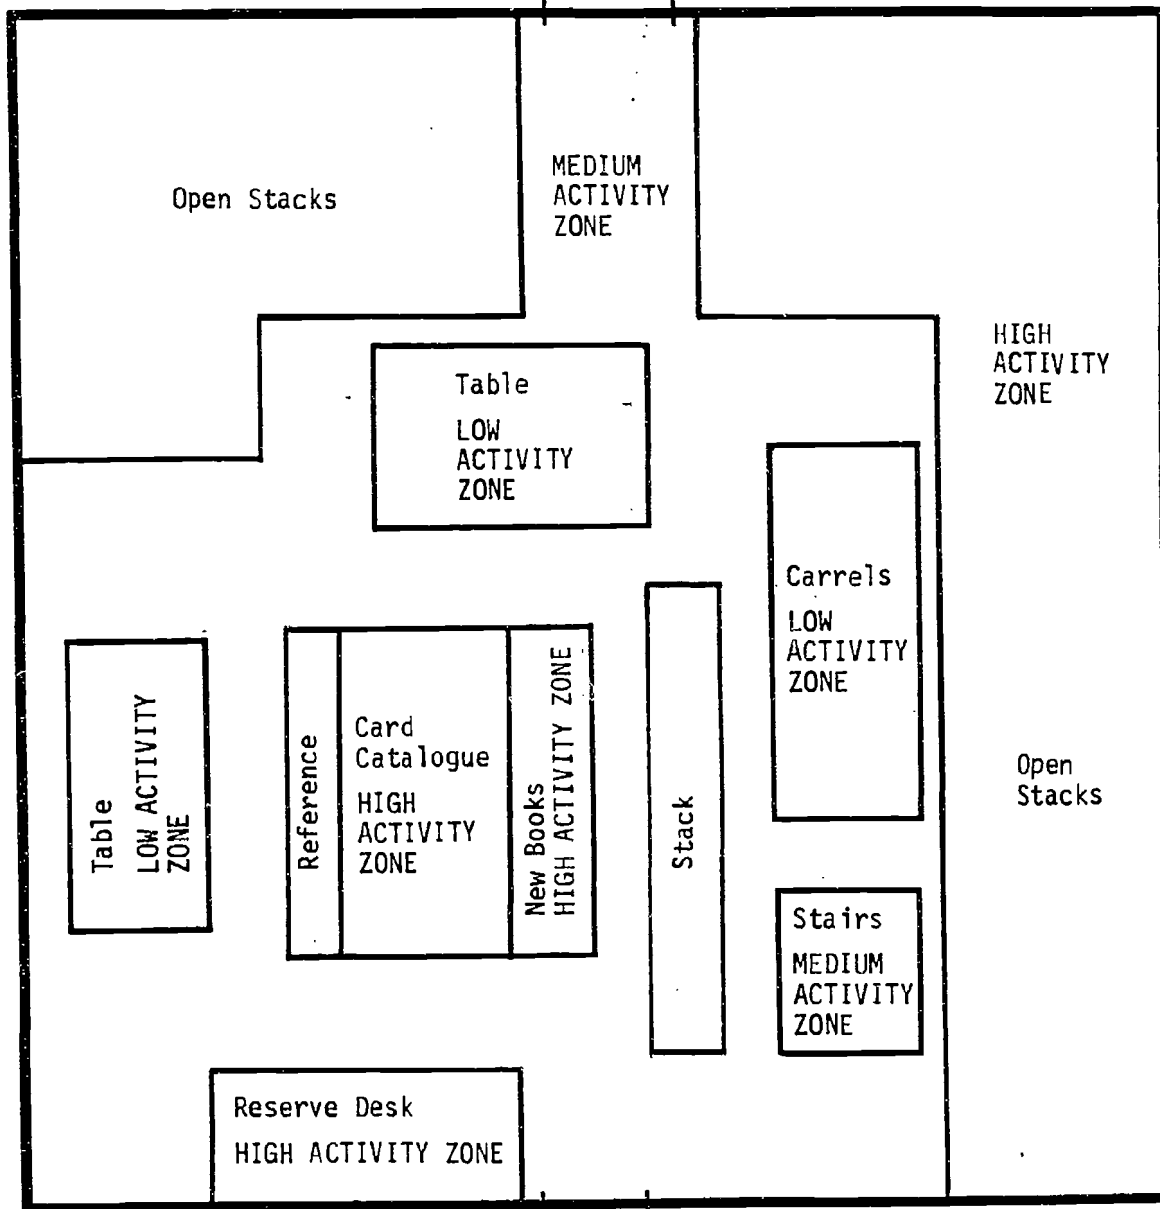 Open Stacks
MEDIUM
ACTIVITY
ZONE
HIGH
ACTIVITY
ZONE
Table
LOW
ACTIVITY
ZONE
Carrels
LOW
ACTIVITY
ZONE
Table
LOW ACTIVITY
ZONE
Reference
Card
Catalogue
HIGH
ACTIVITY
ZONE
New Books
HIGH ACTIVITY ZONE
Stack
Open
Stacks
Stairs
MEDIUM
ACTIVITY
ZONE
Reserve Desk
HIGH ACTIVITY ZONE